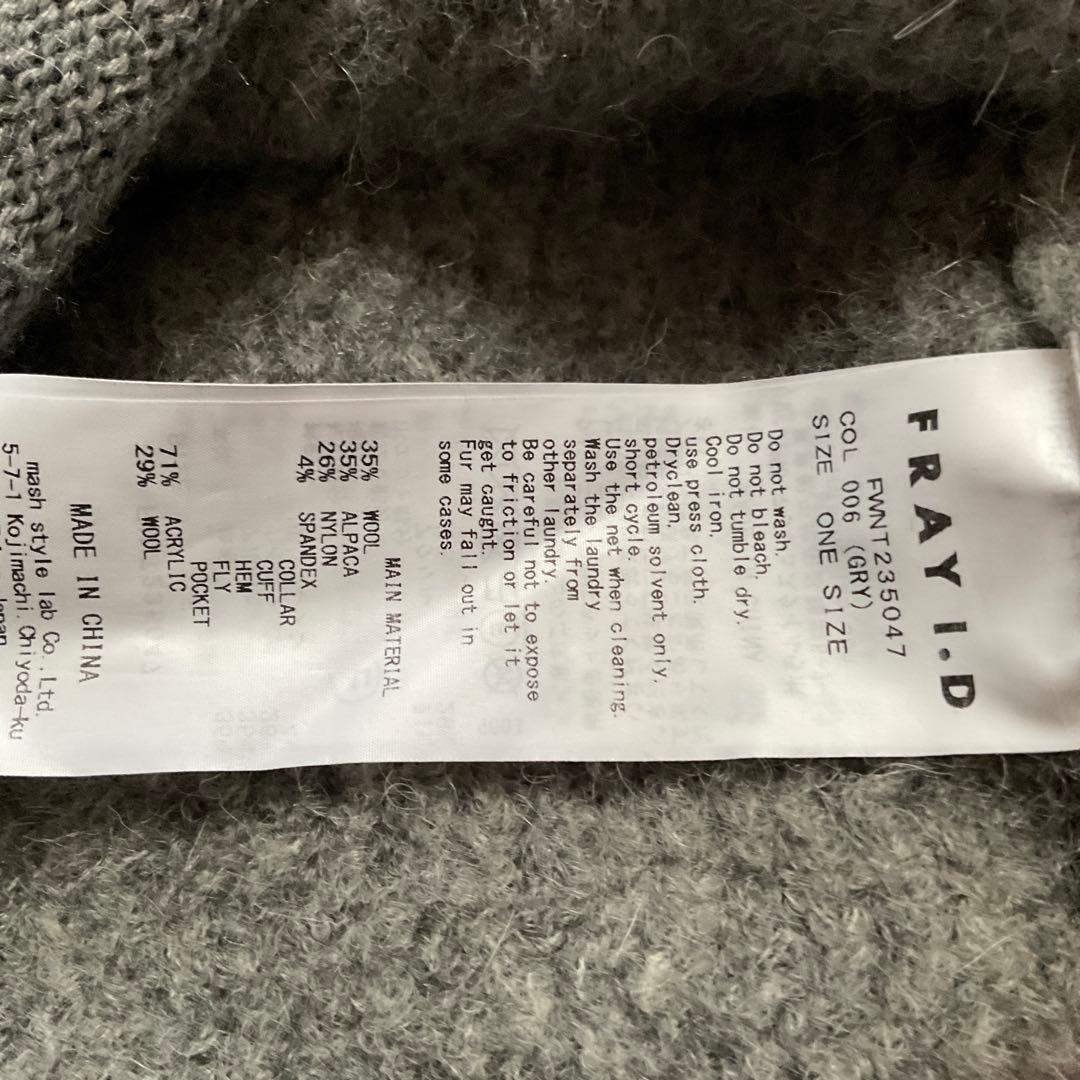 FRAY I.D
FWNT235047
COL 006 (GRY)
SIZE ONE SIZE
Do not wash.
Do not bleach.
Do not tumble dry.
Cool iron.
use press cloth.
Dryclean,
petroleum solvent only,
short cycle.
Use the net when cleaning.
Wash the laundry
separately from
other laundry.
Be careful not to expose
to friction or let it
get caught.
Fur may fall out in
some cases.
MAIN MATERIAL
35% WOOL
35% ALPACA
26% NYLON
4% SPANDEX
COLLAR
CUFF
HEM
FLY
POCKET
71% ACRYLIC
29% WOOL
MADE IN CHINA
mash style lab Co.,Ltd.
5-7-1 Kojimachi, Chiyoda-ku